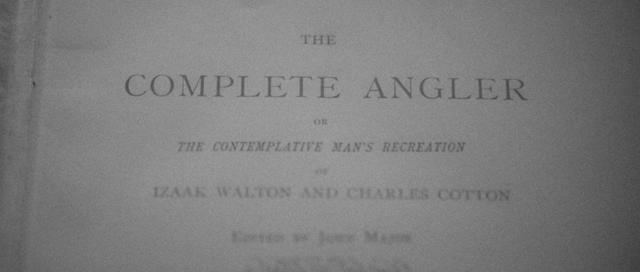 THE
COMPLETE ANGLER
OR
THE CONTEMPLATIVE MAN'S RECREATION
OF
IZAAK WALTON AND CHARLES COTTON
EDITED BY JOHN MAJOR